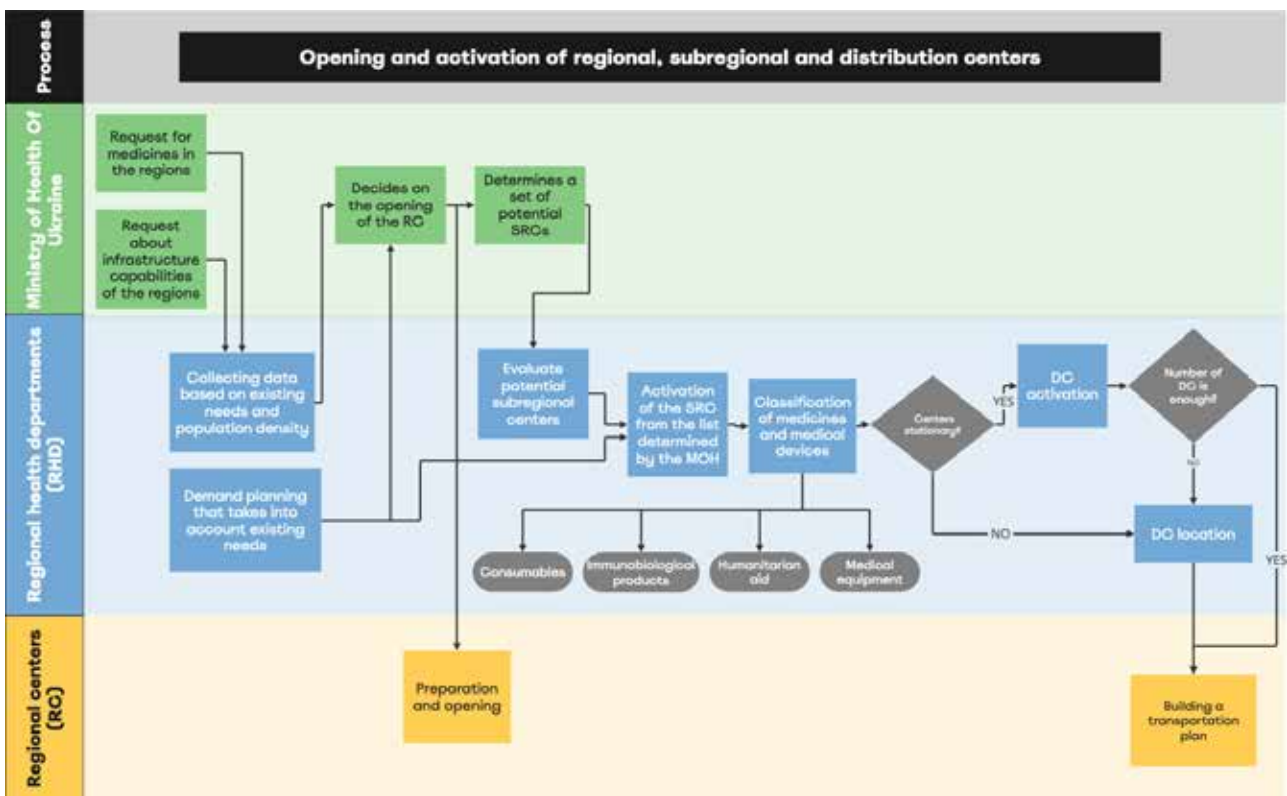 Process
Opening and activation of regional, subregional and distribution centers
Ministry of Health Of
Ukraine
Request for
medicines in
the regions
Request
about
infrastructure
capabilities
of the regions
Decides on
the opening
of the RC
Determines a
set of
potential
SRCs
Regional health departments
(RHD)
Collecting data
based on existing
needs and
population density
Demand planning
that takes into
account existing
needs
Evaluate
potential
subregional
centers
Activation
of the SRC
from the list
determined
by the MOH
Classification
of medicines
and medical
devices
Consumables
Immunobiological
products
Humanitarian
aid
Medical
equipment
Centers
stationary?
YES
NO
DC
activation
Number of
DC is
enough?
NO
YES
DC location
Regional centers
(RC)
Preparation
and opening
Building a
transportation
plan